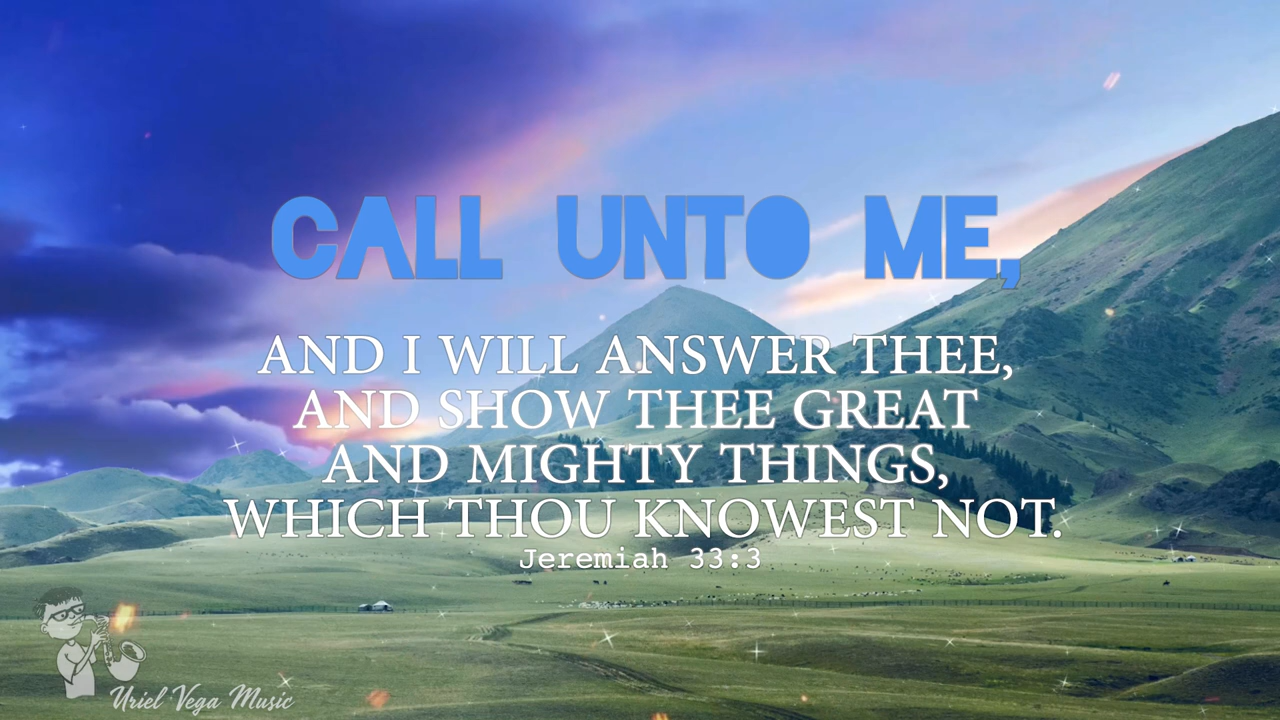 CALL UNTO ME,
AND I WILL ANSWER THEE,
AND SHOW THEE GREAT
AND MIGHTY THINGS,
WHICH THOU KNOWEST NOT.
Jeremiah 33:3
Uriel Vega Music